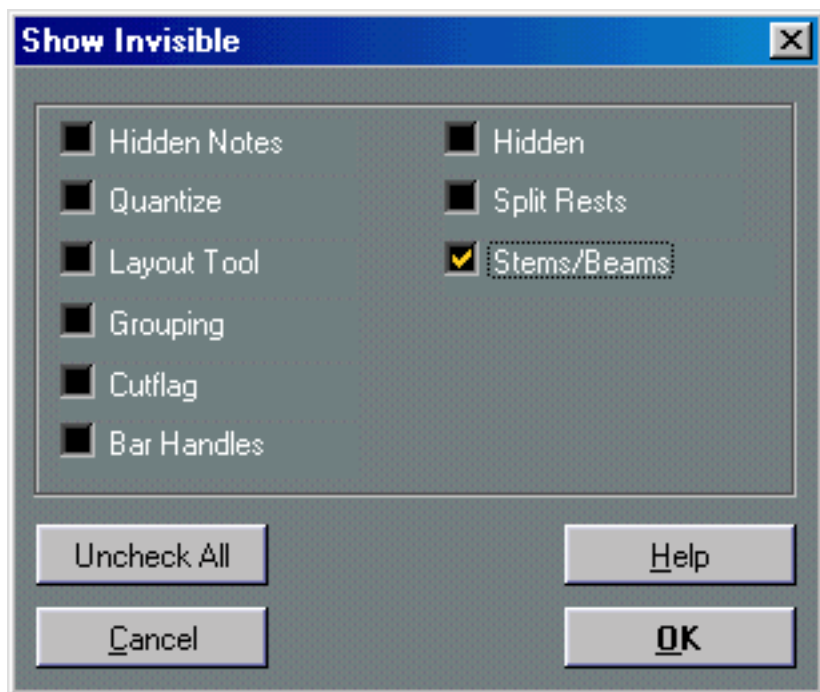 Show Invisible
Hidden Notes
Quantize
Layout Tool
Grouping
Cutflag
Bar Handles
Hidden
Split Rests
Stems/Beams
Uncheck All
Help
Cancel
OK